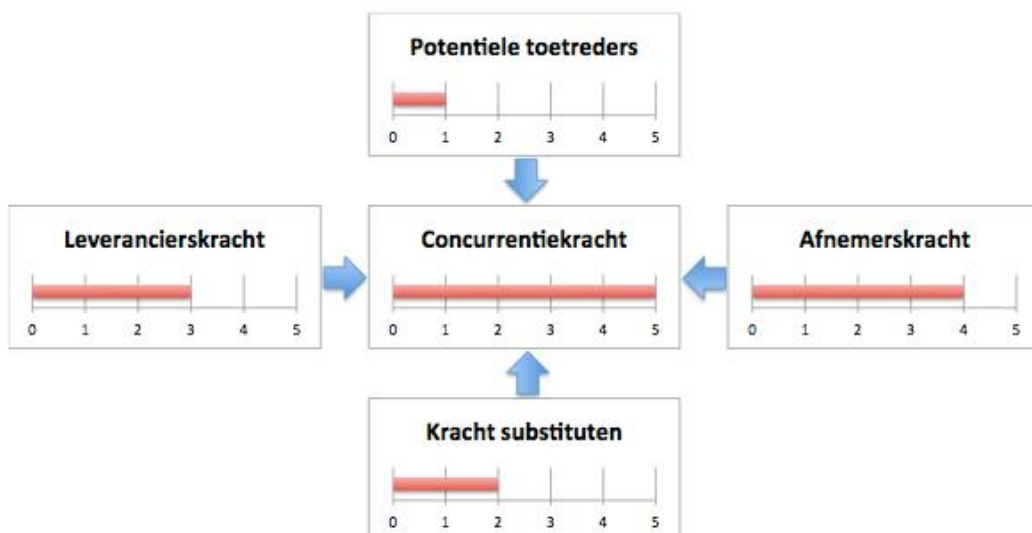 Potentiele toetreders
0 1 2 3 4 5
Leverancierskracht
0 1 2 3 4 5
Concurrentiekracht
0 1 2 3 4 5
Afnemerskracht
0 1 2 3 4 5
Kracht substituten
0 1 2 3 4 5